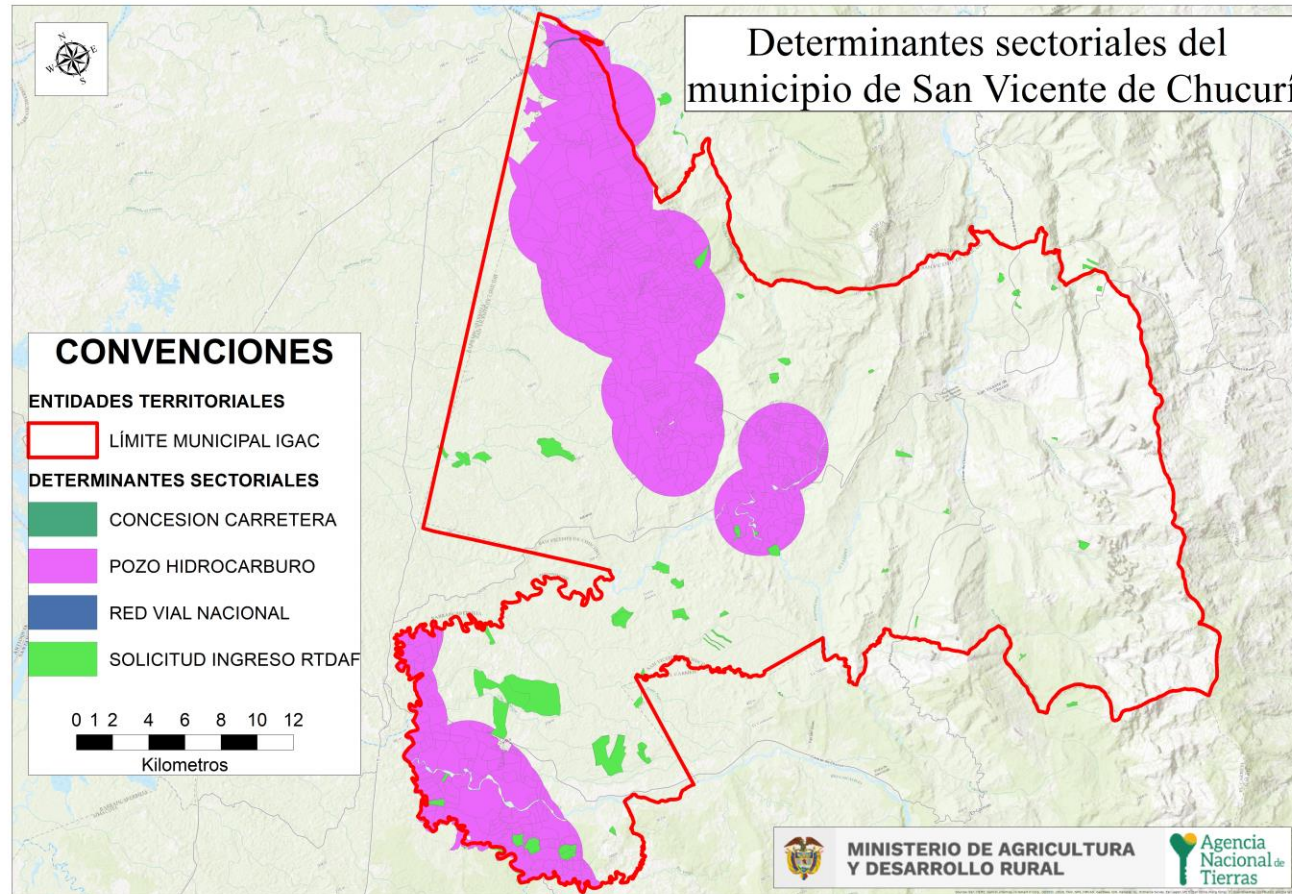 Determinantes sectoriales del
municipio de San Vicente de Chucurí
N
E
W
S
CONVENCIONES
ENTIDADES TERRITORIALES
LÍMITE MUNICIPAL IGAC
DETERMINANTES SECTORIALES
CONCESION CARRETERA
POZO HIDROCARBURO
RED VIAL NACIONAL
SOLICITUD INGRESO RTDAF
0 1 2 4 6 8 10 12
Kilometros
MINISTERIO DE AGRICULTURA
Y DESARROLLO RURAL
Agencia
Nacional de
Tierras